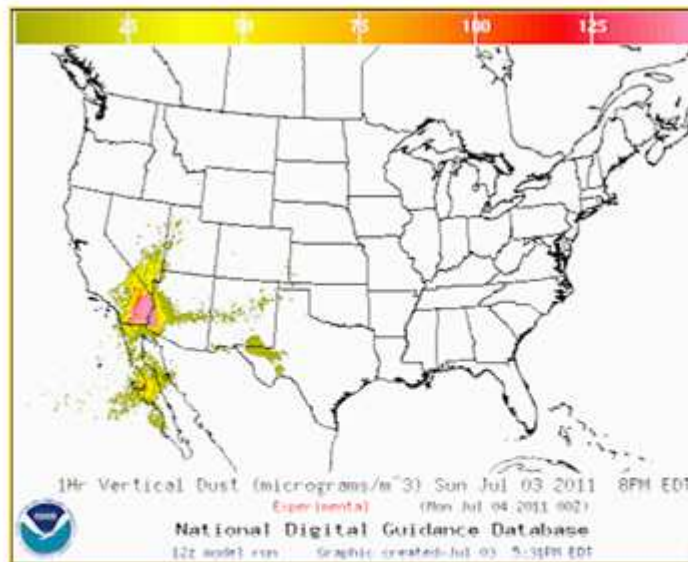 25 50 75 100 125
1Hr Vertical Dust (micrograms/m^3) Sun Jul 03 2011 8PM EDT
Experimental (Mon Jul 04 2011 00Z)
National Digital Guidance Database
12z model run Graphic created-Jul 03 5:31PM EDT